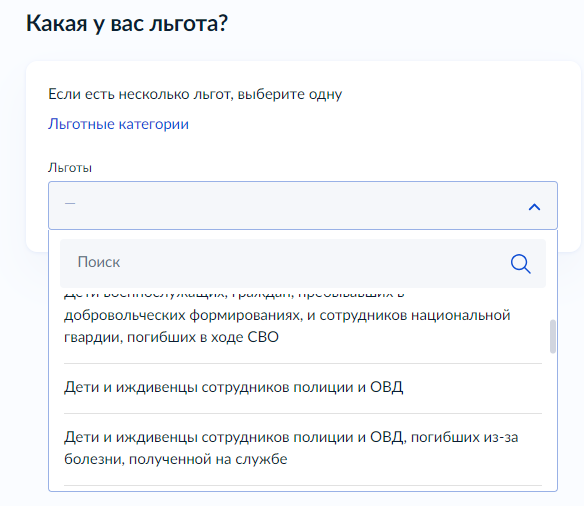 Какая у вас льгота?
Если есть несколько льгот, выберите одну
Льготные категории
Льготы
—
Поиск
Дети военнослужащих, граждан, пребывавших в
добровольческих формированиях, и сотрудников национальной
гвардии, погибших в ходе СВО
Дети и иждивенцы сотрудников полиции и ОВД
Дети и иждивенцы сотрудников полиции и ОВД, погибших из-за
болезни, полученной на службе